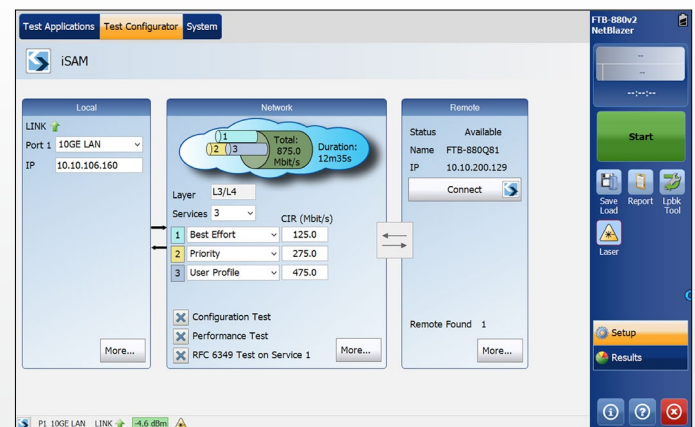 Test Applications Test Configurator System
FTB-880v2
NetBlazer
iSAM
--
--
--:--:--
Start
Save
Load
Report
Lpbk
Tool
Laser
Setup
Results
Local
LINK
Port 1 10GE LAN
IP 10.10.106.160
More...
Network
1
2 3
Total:
875.0
Mbit/s
Duration:
12m35s
Layer L3/L4
Services 3
CIR (Mbit/s)
1 Best Effort 125.0
2 Priority 275.0
3 User Profile 475.0
Configuration Test
Performance Test
RFC 6349 Test on Service 1
More...
Remote
Status Available
Name FTB-880Q81
IP 10.10.200.129
Connect
Remote Found 1
More...
P1 10GE LAN LINK -4.6 dBm